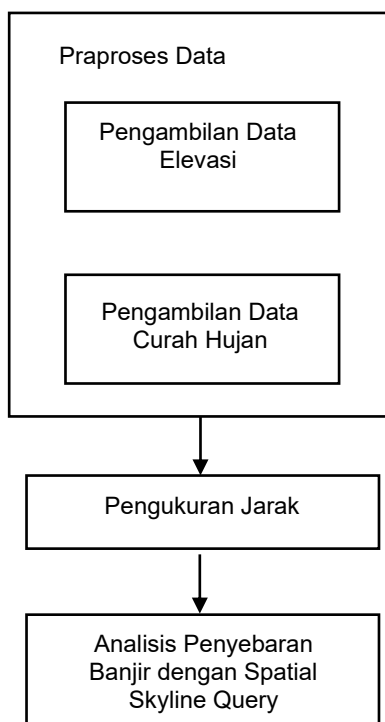 Praproses Data
Pengambilan Data
Elevasi
Pengambilan Data
Curah Hujan
Pengukuran Jarak
Analisis Penyebaran
Banjir dengan Spatial
Skyline Query